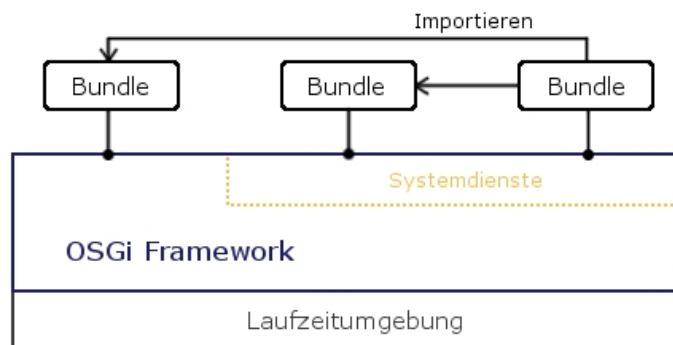 Importieren
Bundle Bundle Bundle
Systemdienste
OSGi Framework
Laufzeitumgebung